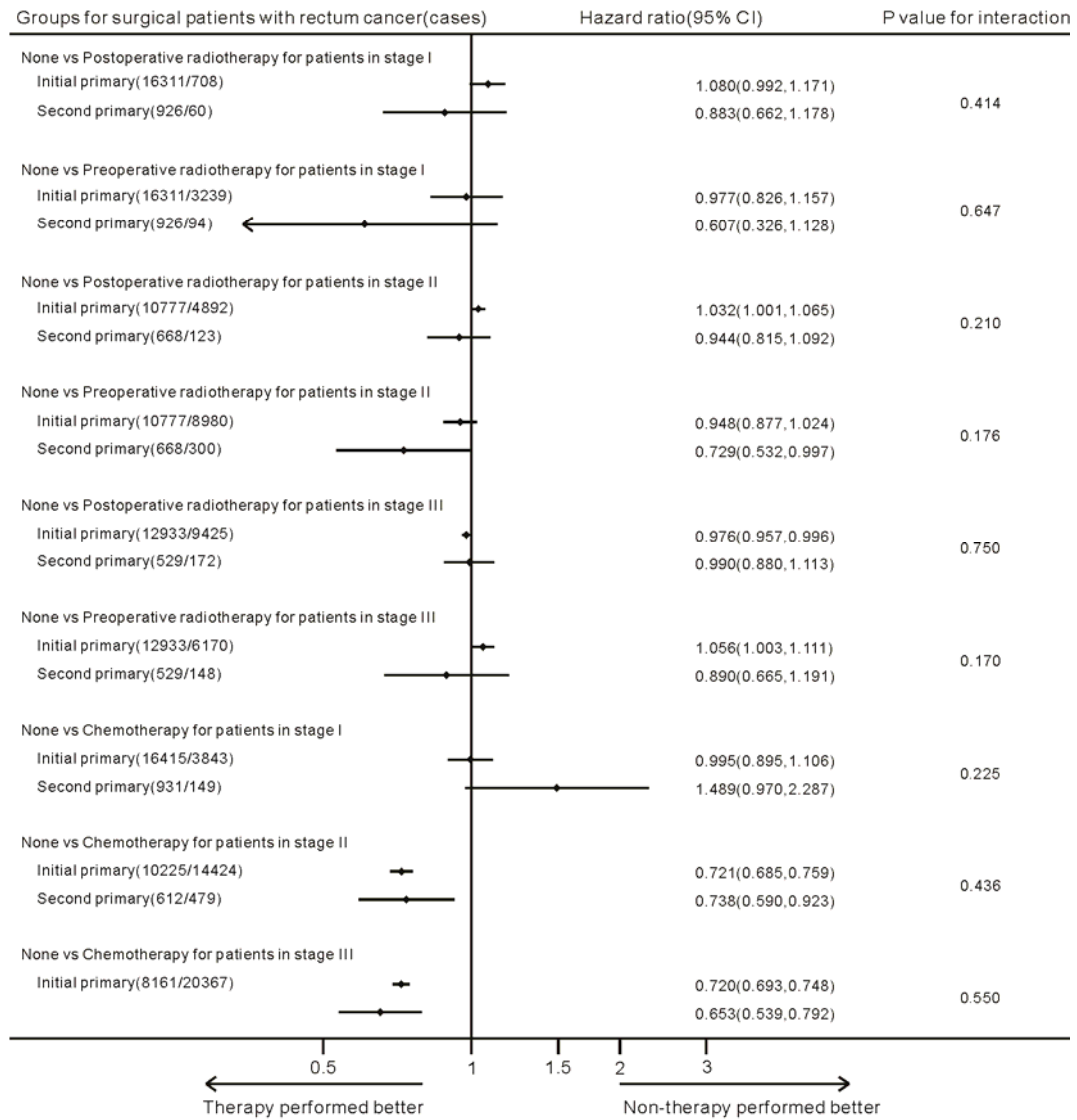 Groups for surgical patients with rectum cancer(cases) Hazard ratio(95% CI) P value for interaction
None vs Postoperative radiotherapy for patients in stage I
Initial primary(16311/708) 1.080(0.992,1.171)
0.414
Second primary(926/60) 0.883(0.662,1.178)
None vs Preoperative radiotherapy for patients in stage I
Initial primary(16311/3239) 0.977(0.826,1.157)
0.647
Second primary(926/94) 0.607(0.326,1.128)
None vs Postoperative radiotherapy for patients in stage II
Initial primary(10777/4892) 1.032(1.001,1.065)
0.210
Second primary(668/123) 0.944(0.815,1.092)
None vs Preoperative radiotherapy for patients in stage II
Initial primary(10777/8980) 0.948(0.877,1.024)
0.176
Second primary(668/300) 0.729(0.532,0.997)
None vs Postoperative radiotherapy for patients in stage III
Initial primary(12933/9425) 0.976(0.957,0.996)
0.750
Second primary(529/172) 0.990(0.880,1.113)
None vs Preoperative radiotherapy for patients in stage III
Initial primary(12933/6170) 1.056(1.003,1.111)
0.170
Second primary(529/148) 0.890(0.665,1.191)
None vs Chemotherapy for patients in stage I
Initial primary(16415/3843) 0.995(0.895,1.106)
0.225
Second primary(931/149) 1.489(0.970,2.287)
None vs Chemotherapy for patients in stage II
Initial primary(10225/14424) 0.721(0.685,0.759)
0.436
Second primary(612/479) 0.738(0.590,0.923)
None vs Chemotherapy for patients in stage III
Initial primary(8161/20367) 0.720(0.693,0.748)
0.550
0.653(0.539,0.792)
0.5 1 1.5 2 3
Therapy performed better Non-therapy performed better